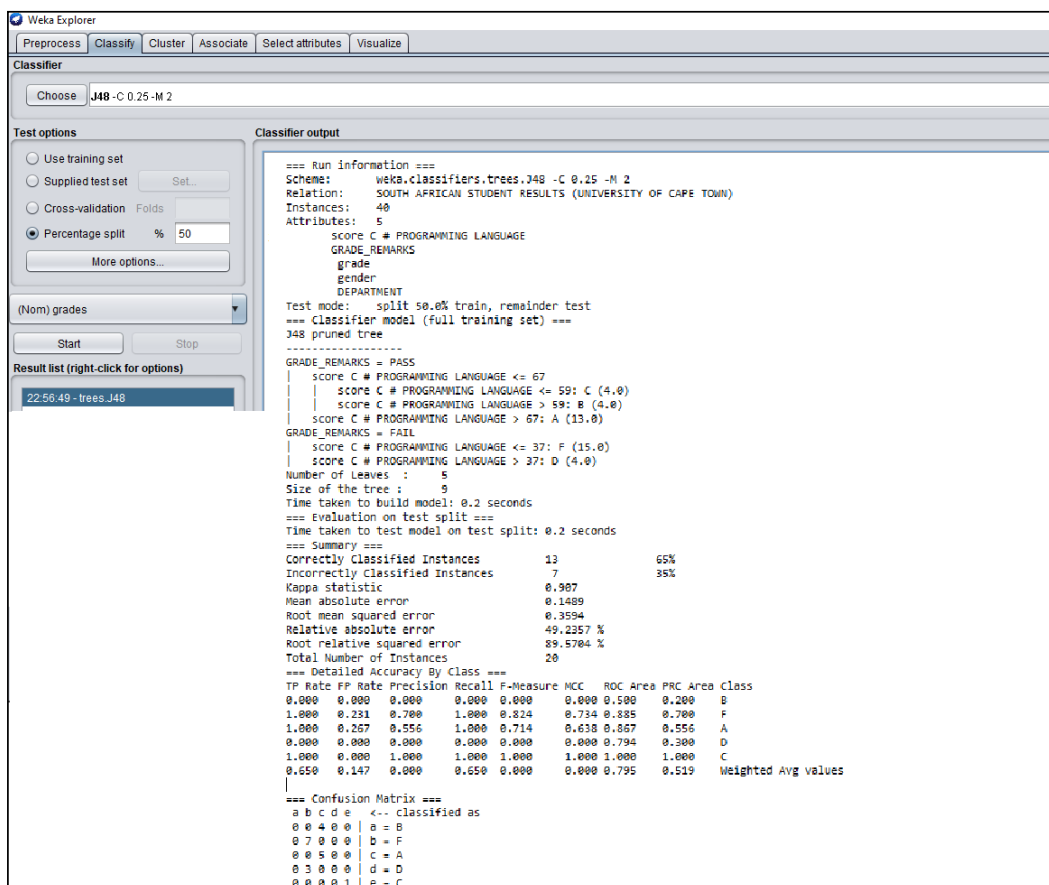 Weka Explorer
Preprocess Classify Cluster Associate Select attributes Visualize
Classifier
Choose J48 -C 0.25 -M 2
Test options
Use training set
Supplied test set Set...
Cross-validation Folds
Percentage split % 50
More options...
(Nom) grades
Start Stop
Result list (right-click for options)
22:56:49 - trees.J48
Classifier output
=== Run information ===
Scheme: weka.classifiers.trees.J48 -C 0.25 -M 2
Relation: SOUTH AFRICAN STUDENT RESULTS (UNIVERSITY OF CAPE TOWN)
Instances: 40
Attributes: 5
score C # PROGRAMMING LANGUAGE
GRADE_REMARKS
grade
gender
DEPARTMENT
Test mode: split 50.0% train, remainder test
=== Classifier model (full training set) ===
J48 pruned tree
------------------
GRADE_REMARKS = PASS
| score C # PROGRAMMING LANGUAGE <= 67
| | score C # PROGRAMMING LANGUAGE <= 59: C (4.0)
| | score C # PROGRAMMING LANGUAGE > 59: B (4.0)
| score C # PROGRAMMING LANGUAGE > 67: A (13.0)
GRADE_REMARKS = FAIL
| score C # PROGRAMMING LANGUAGE <= 37: F (15.0)
| score C # PROGRAMMING LANGUAGE > 37: D (4.0)
Number of Leaves : 5
Size of the tree : 9
Time taken to build model: 0.2 seconds
=== Evaluation on test split ===
Time taken to test model on test split: 0.2 seconds
=== Summary ===
Correctly Classified Instances 13 65%
Incorrectly Classified Instances 7 35%
Kappa statistic 0.907
Mean absolute error 0.1489
Root mean squared error 0.3594
Relative absolute error 49.2357 %
Root relative squared error 89.5704 %
Total Number of Instances 20
=== Detailed Accuracy By Class ===
TP Rate FP Rate Precision Recall F-Measure MCC ROC Area PRC Area Class
0.000 0.000 0.000 0.000 0.000 0.000 0.500 0.200 B
1.000 0.231 0.700 1.000 0.824 0.734 0.885 0.700 F
1.000 0.267 0.556 1.000 0.714 0.638 0.867 0.556 A
0.000 0.000 0.000 0.000 0.000 0.000 0.794 0.300 D
1.000 0.000 1.000 1.000 1.000 1.000 1.000 1.000 C
0.650 0.147 0.000 0.650 0.000 0.000 0.795 0.519 Weighted Avg values
=== Confusion Matrix ===
a b c d e <-- classified as
0 0 4 0 0 | a = B
0 7 0 0 0 | b = F
0 0 5 0 0 | c = A
0 3 0 0 0 | d = D
0 0 0 0 1 | e = C